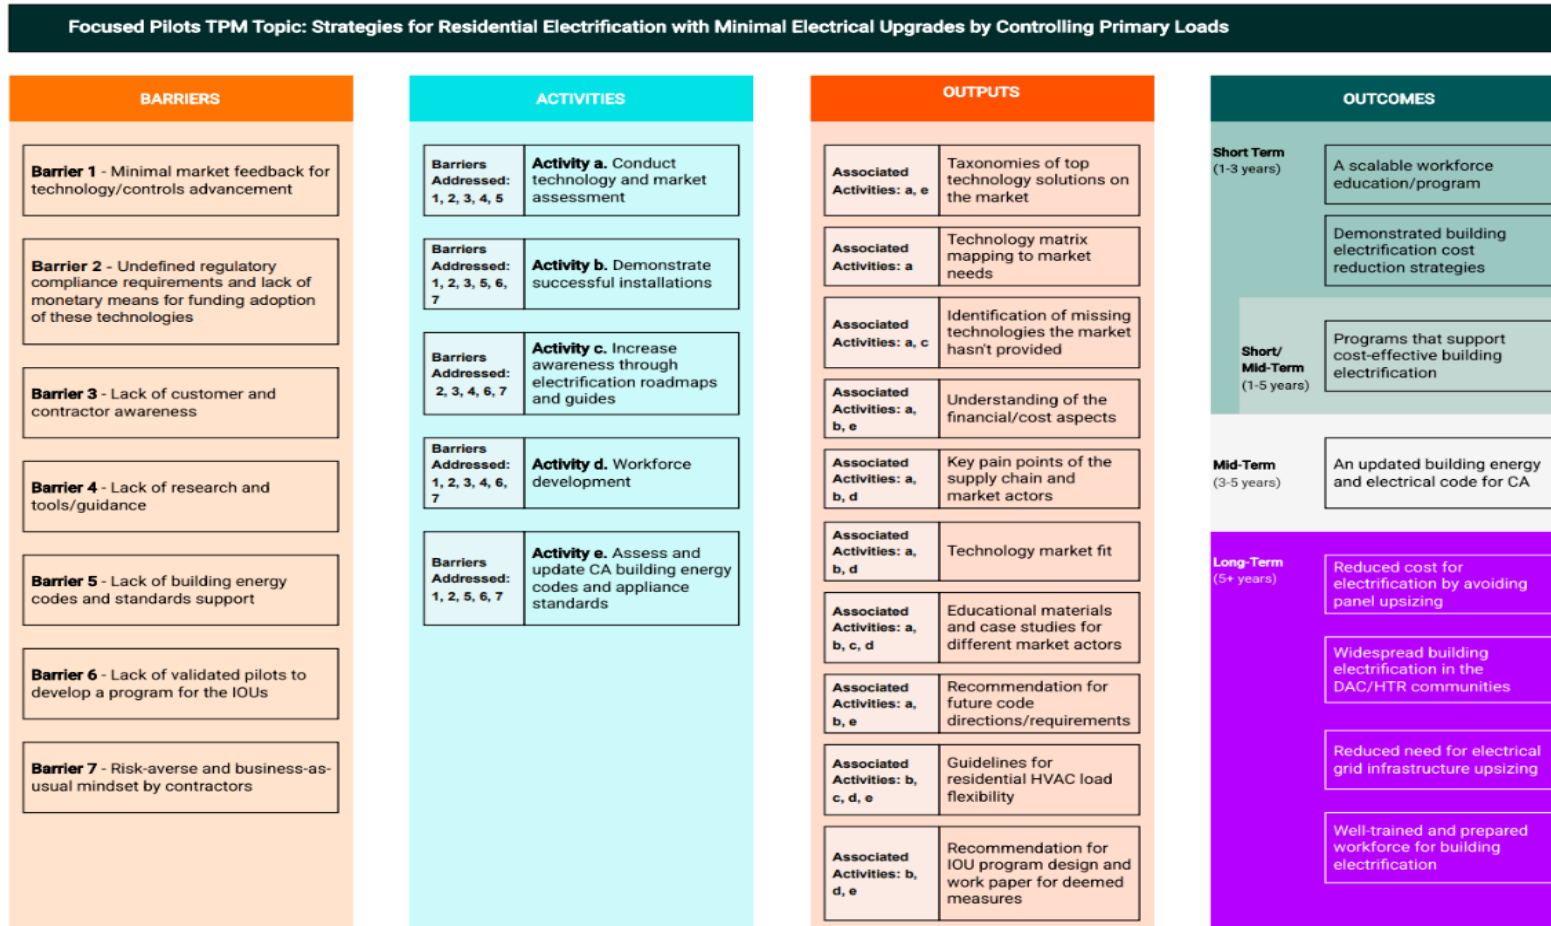 Focused Pilots TPM Topic: Strategies for Residential Electrification with Minimal Electrical Upgrades by Controlling Primary Loads
BARRIERS
Barrier 1 - Minimal market feedback for
technology/controls advancement
Barrier 2 - Undefined regulatory
compliance requirements and lack of
monetary means for funding adoption
of these technologies
Barrier 3 - Lack of customer and
contractor awareness
Barrier 4 - Lack of research and
tools/guidance
Barrier 5 - Lack of building energy
codes and standards support
Barrier 6 - Lack of validated pilots to
develop a program for the IOUs
Barrier 7 - Risk-averse and business-as-
usual mindset by contractors
ACTIVITIES
Barriers
Addressed:
1, 2, 3, 4, 5
Activity a. Conduct
technology and market
assessment
Barriers
Addressed:
1, 2, 3, 5, 6,
7
Activity b. Demonstrate
successful installations
Barriers
Addressed:
2, 3, 4, 6, 7
Activity c. Increase
awareness through
electrification roadmaps
and guides
Barriers
Addressed:
1, 2, 3, 4, 6,
7
Activity d. Workforce
development
Barriers
Addressed:
1, 2, 5, 6, 7
Activity e. Assess and
update CA building energy
codes and appliance
standards
OUTPUTS
Associated
Activities: a, e
Taxonomies of top
technology solutions on
the market
Associated
Activities: a
Technology matrix
mapping to market
needs
Associated
Activities: a, c
Identification of missing
technologies the market
hasn't provided
Associated
Activities: a,
b, e
Understanding of the
financial/cost aspects
Associated
Activities: a,
b, d
Key pain points of the
supply chain and
market actors
Associated
Activities: a,
b, d
Technology market fit
Associated
Activities: a,
b, c, d
Educational materials
and case studies for
different market actors
Associated
Activities: a,
b, e
Recommendation for
future code
directions/requirements
Associated
Activities: b,
c, d, e
Guidelines for
residential HVAC load
flexibility
Associated
Activities: b,
d, e
Recommendation for
IOU program design and
work paper for deemed
measures
OUTCOMES
Short Term
(1-3 years)
A scalable workforce
education/program
Demonstrated building
electrification cost
reduction strategies
Short/
Mid-Term
(1-5 years)
Programs that support
cost-effective building
electrification
Mid-Term
(3-5 years)
An updated building energy
and electrical code for CA
Long-Term
(5+ years)
Reduced cost for
electrification by avoiding
panel upsizing
Widespread building
electrification in the
DAC/HTR communities
Reduced need for electrical
grid infrastructure upsizing
Well-trained and prepared
workforce for building
electrification